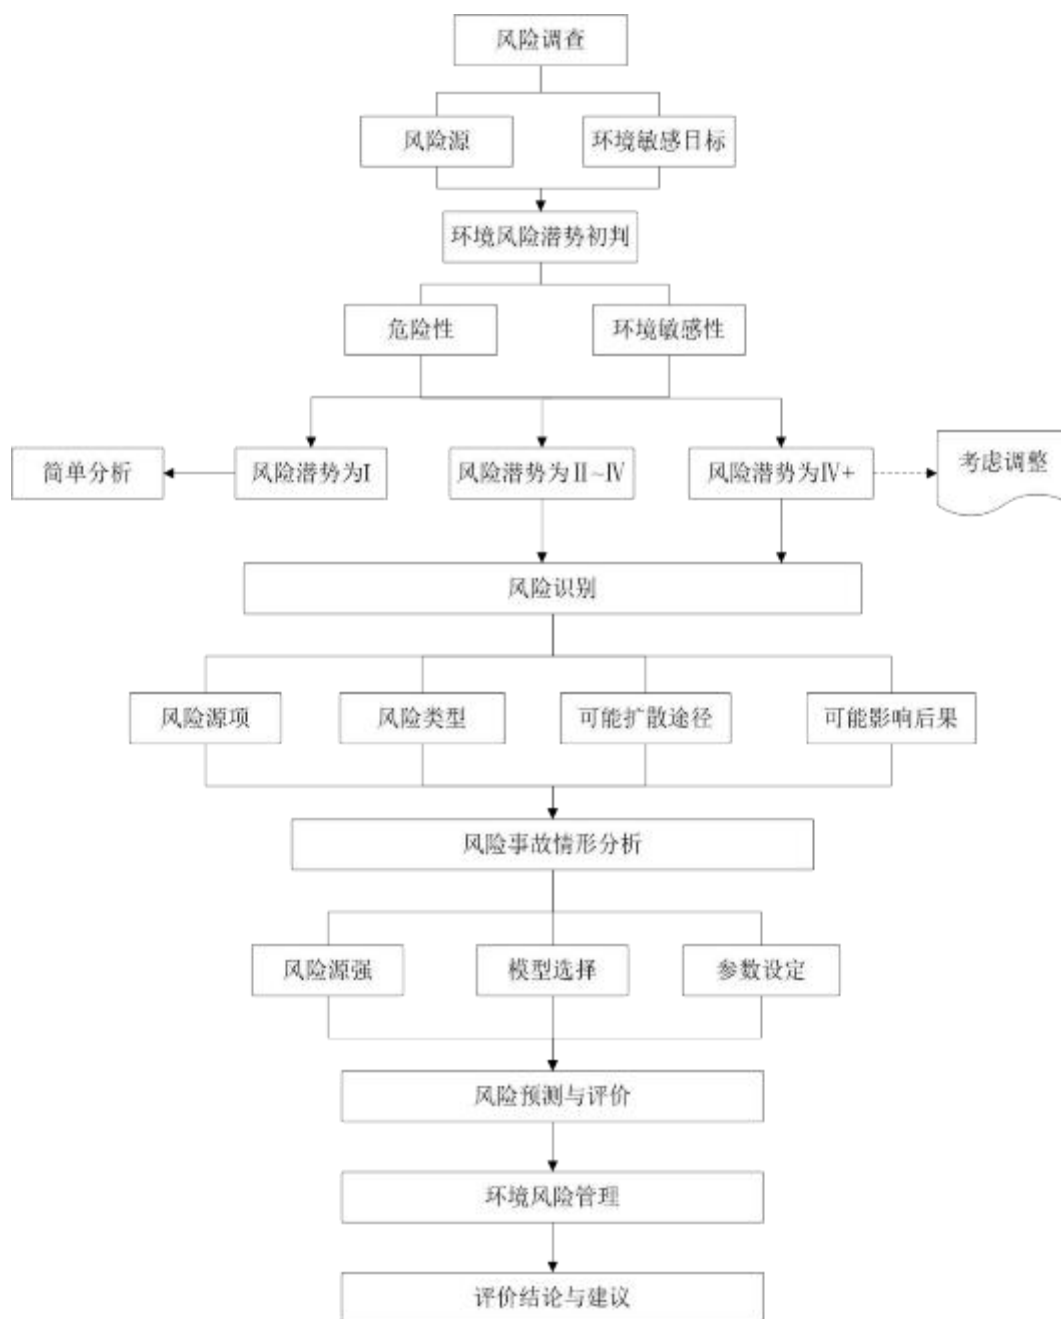 风险调查
风险源
环境敏感目标
环境风险潜势初判
危险性
环境敏感性
简单分析
风险潜势为Ⅰ
风险潜势为Ⅱ~Ⅳ
风险潜势为Ⅳ+
考虑调整
风险识别
风险源项
风险类型
可能扩散途径
可能影响后果
风险事故情形分析
风险源强
模型选择
参数设定
风险预测与评价
环境风险管理
评价结论与建议